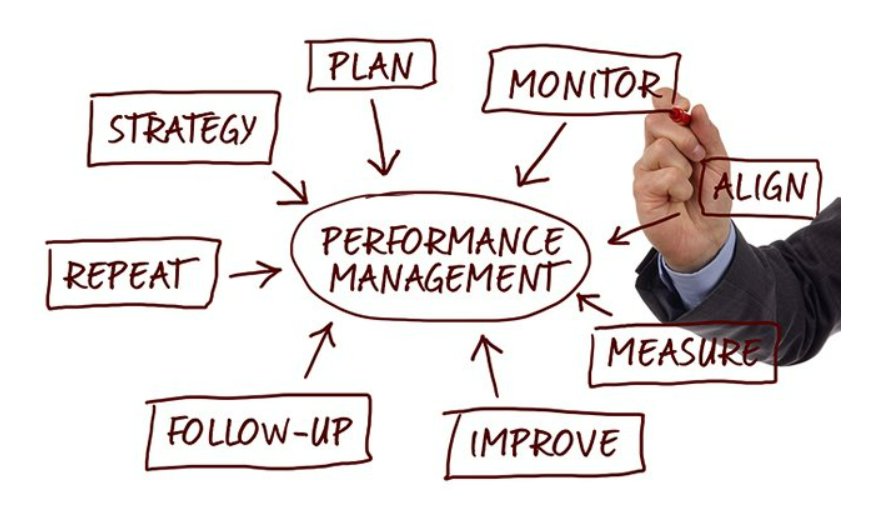 PLAN
MONITOR
STRATEGY
ALIGN
PERFORMANCE
MANAGEMENT
REPEAT
MEASURE
FOLLOW-UP
IMPROVE